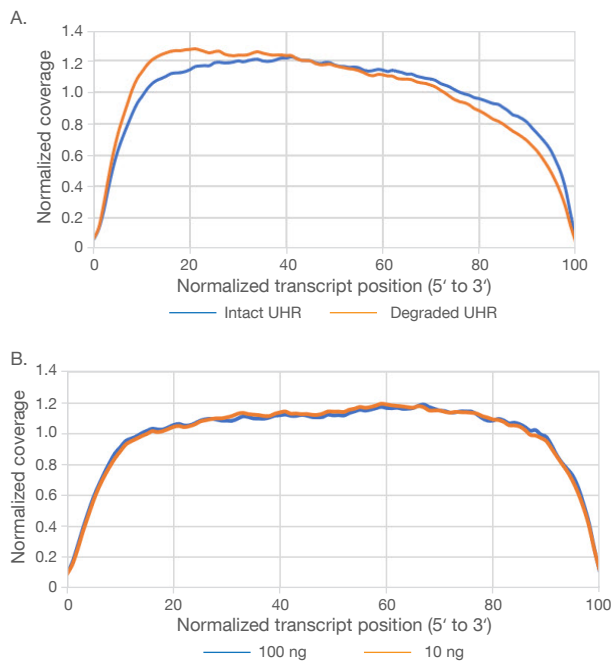 A.
Normalized coverage
1.4
1.2
1.0
0.8
0.6
0.4
0.2
0
0 20 40 60 80 100
Normalized transcript position (5‘ to 3‘)
Intact UHR Degraded UHR
B.
Normalized coverage
1.4
1.2
1.0
0.8
0.6
0.4
0.2
0
0 20 40 60 80 100
Normalized transcript position (5‘ to 3‘)
100 ng 10 ng